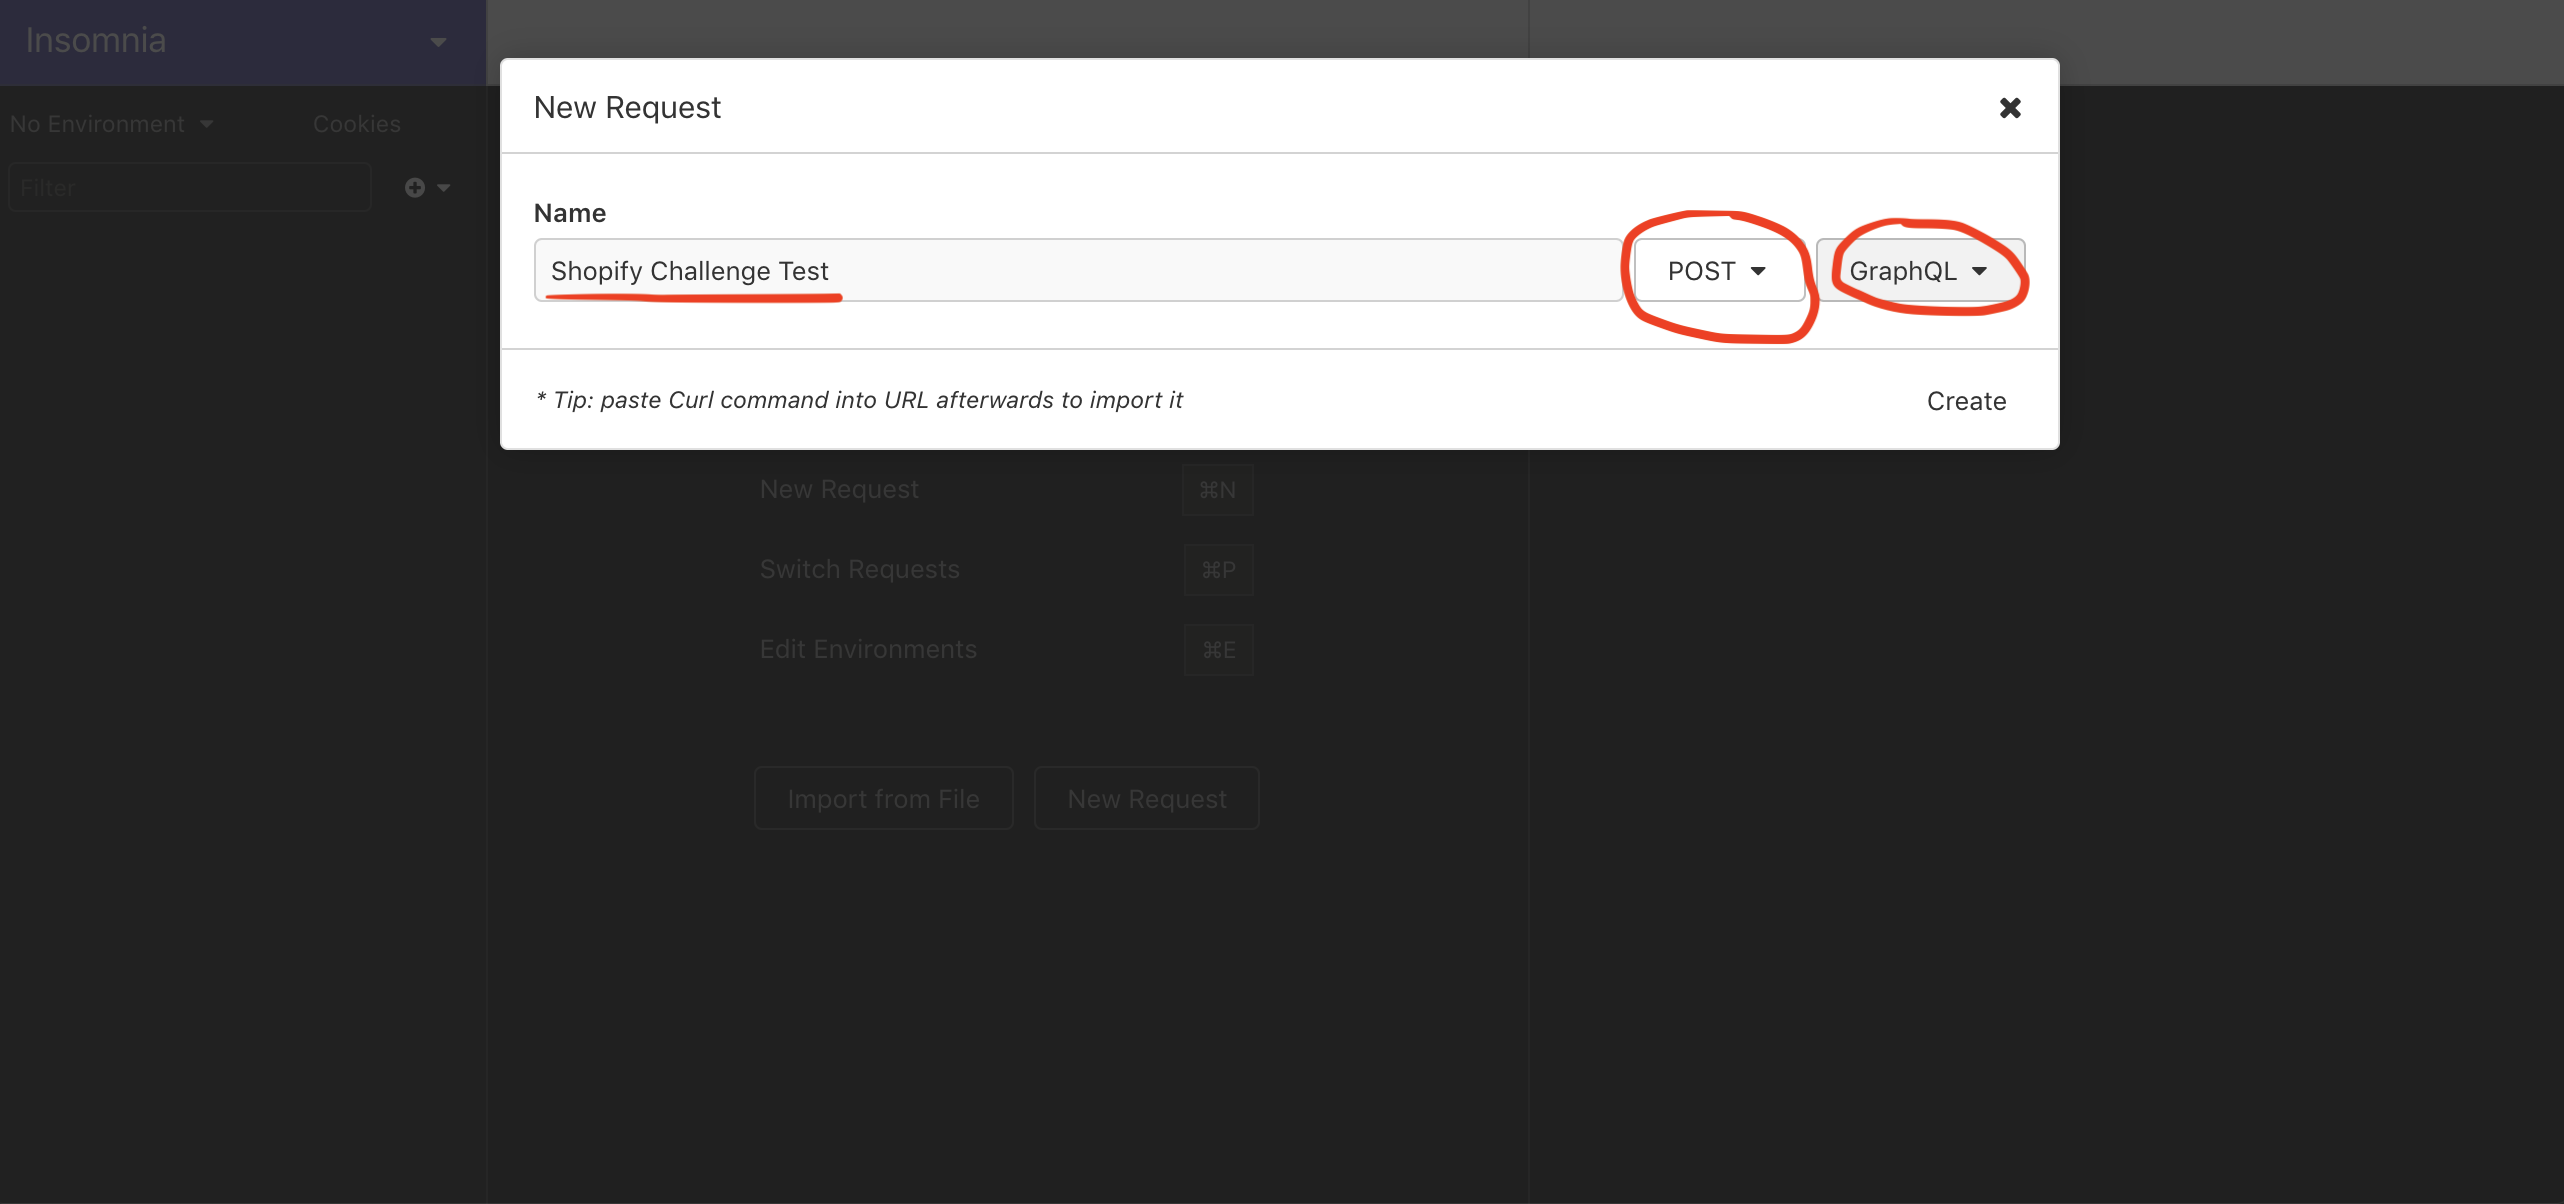 Insomnia
No Environment
Cookies
Filter
New Request
Name
Shopify Challenge Test
POST
GraphQL
* Tip: paste Curl command into URL afterwards to import it
Create
New Request ⌘N
Switch Requests ⌘P
Edit Environments ⌘E
Import from File
New Request